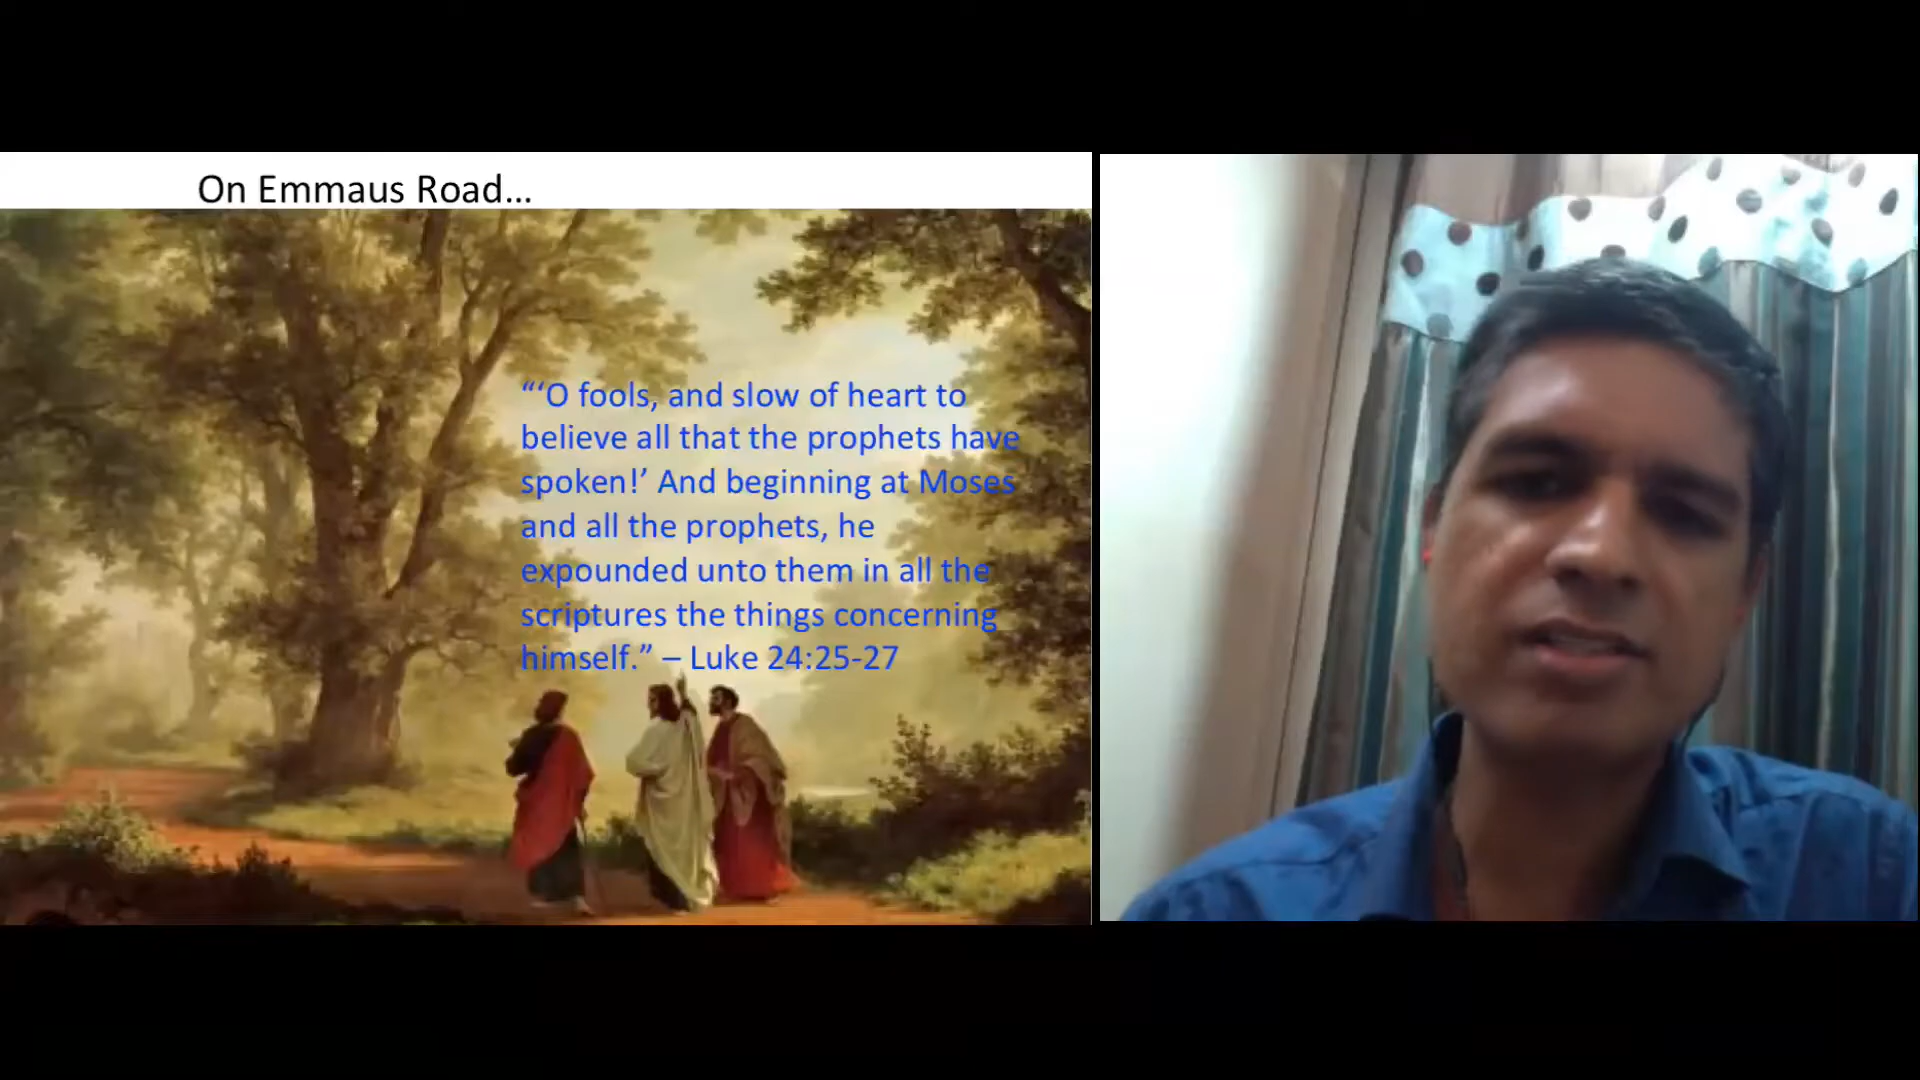 On Emmaus Road...
“‘O fools, and slow of heart to
believe all that the prophets have
spoken!’ And beginning at Moses
and all the prophets, he
expounded unto them in all the
scriptures the things concerning
himself.” – Luke 24:25-27